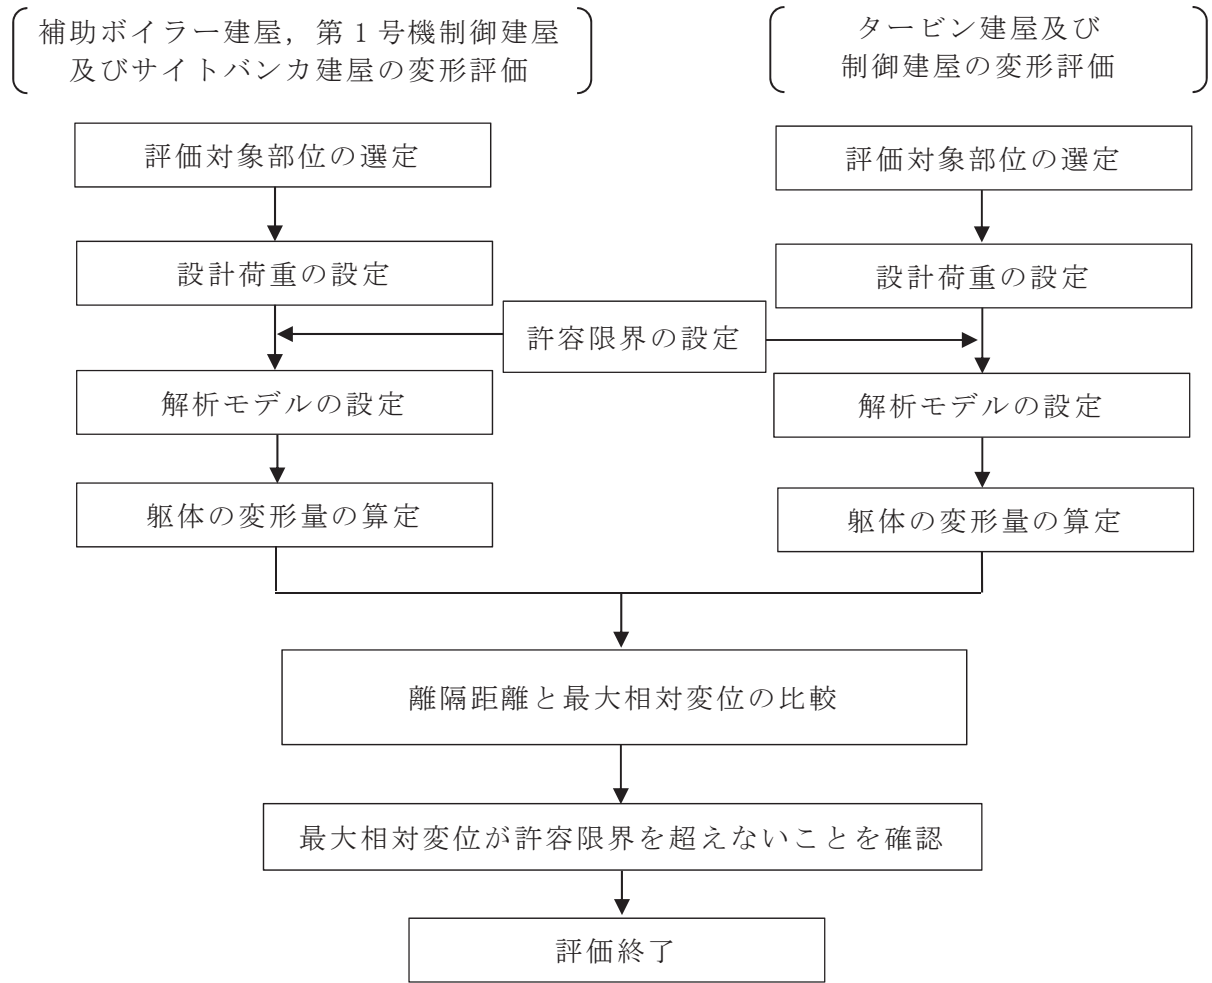 補助ボイラー建屋，第１号機制御建屋
及びサイトバンカ建屋の変形評価
評価対象部位の選定
設計荷重の設定
解析モデルの設定
躯体の変形量の算定
タービン建屋及び
制御建屋の変形評価
評価対象部位の選定
設計荷重の設定
解析モデルの設定
躯体の変形量の算定
許容限界の設定
離隔距離と最大相対変位の比較
最大相対変位が許容限界を超えないことを確認
評価終了